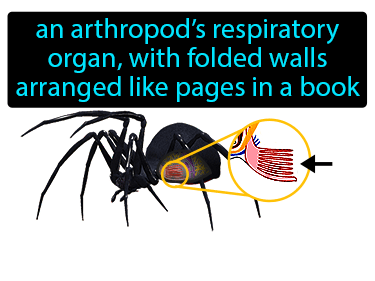 an arthropod's respiratory
organ, with folded walls
arranged like pages in a book